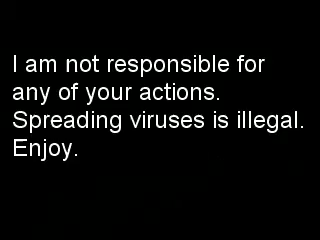 I am not responsible for
any of your actions.
Spreading viruses is illegal.
Enjoy.